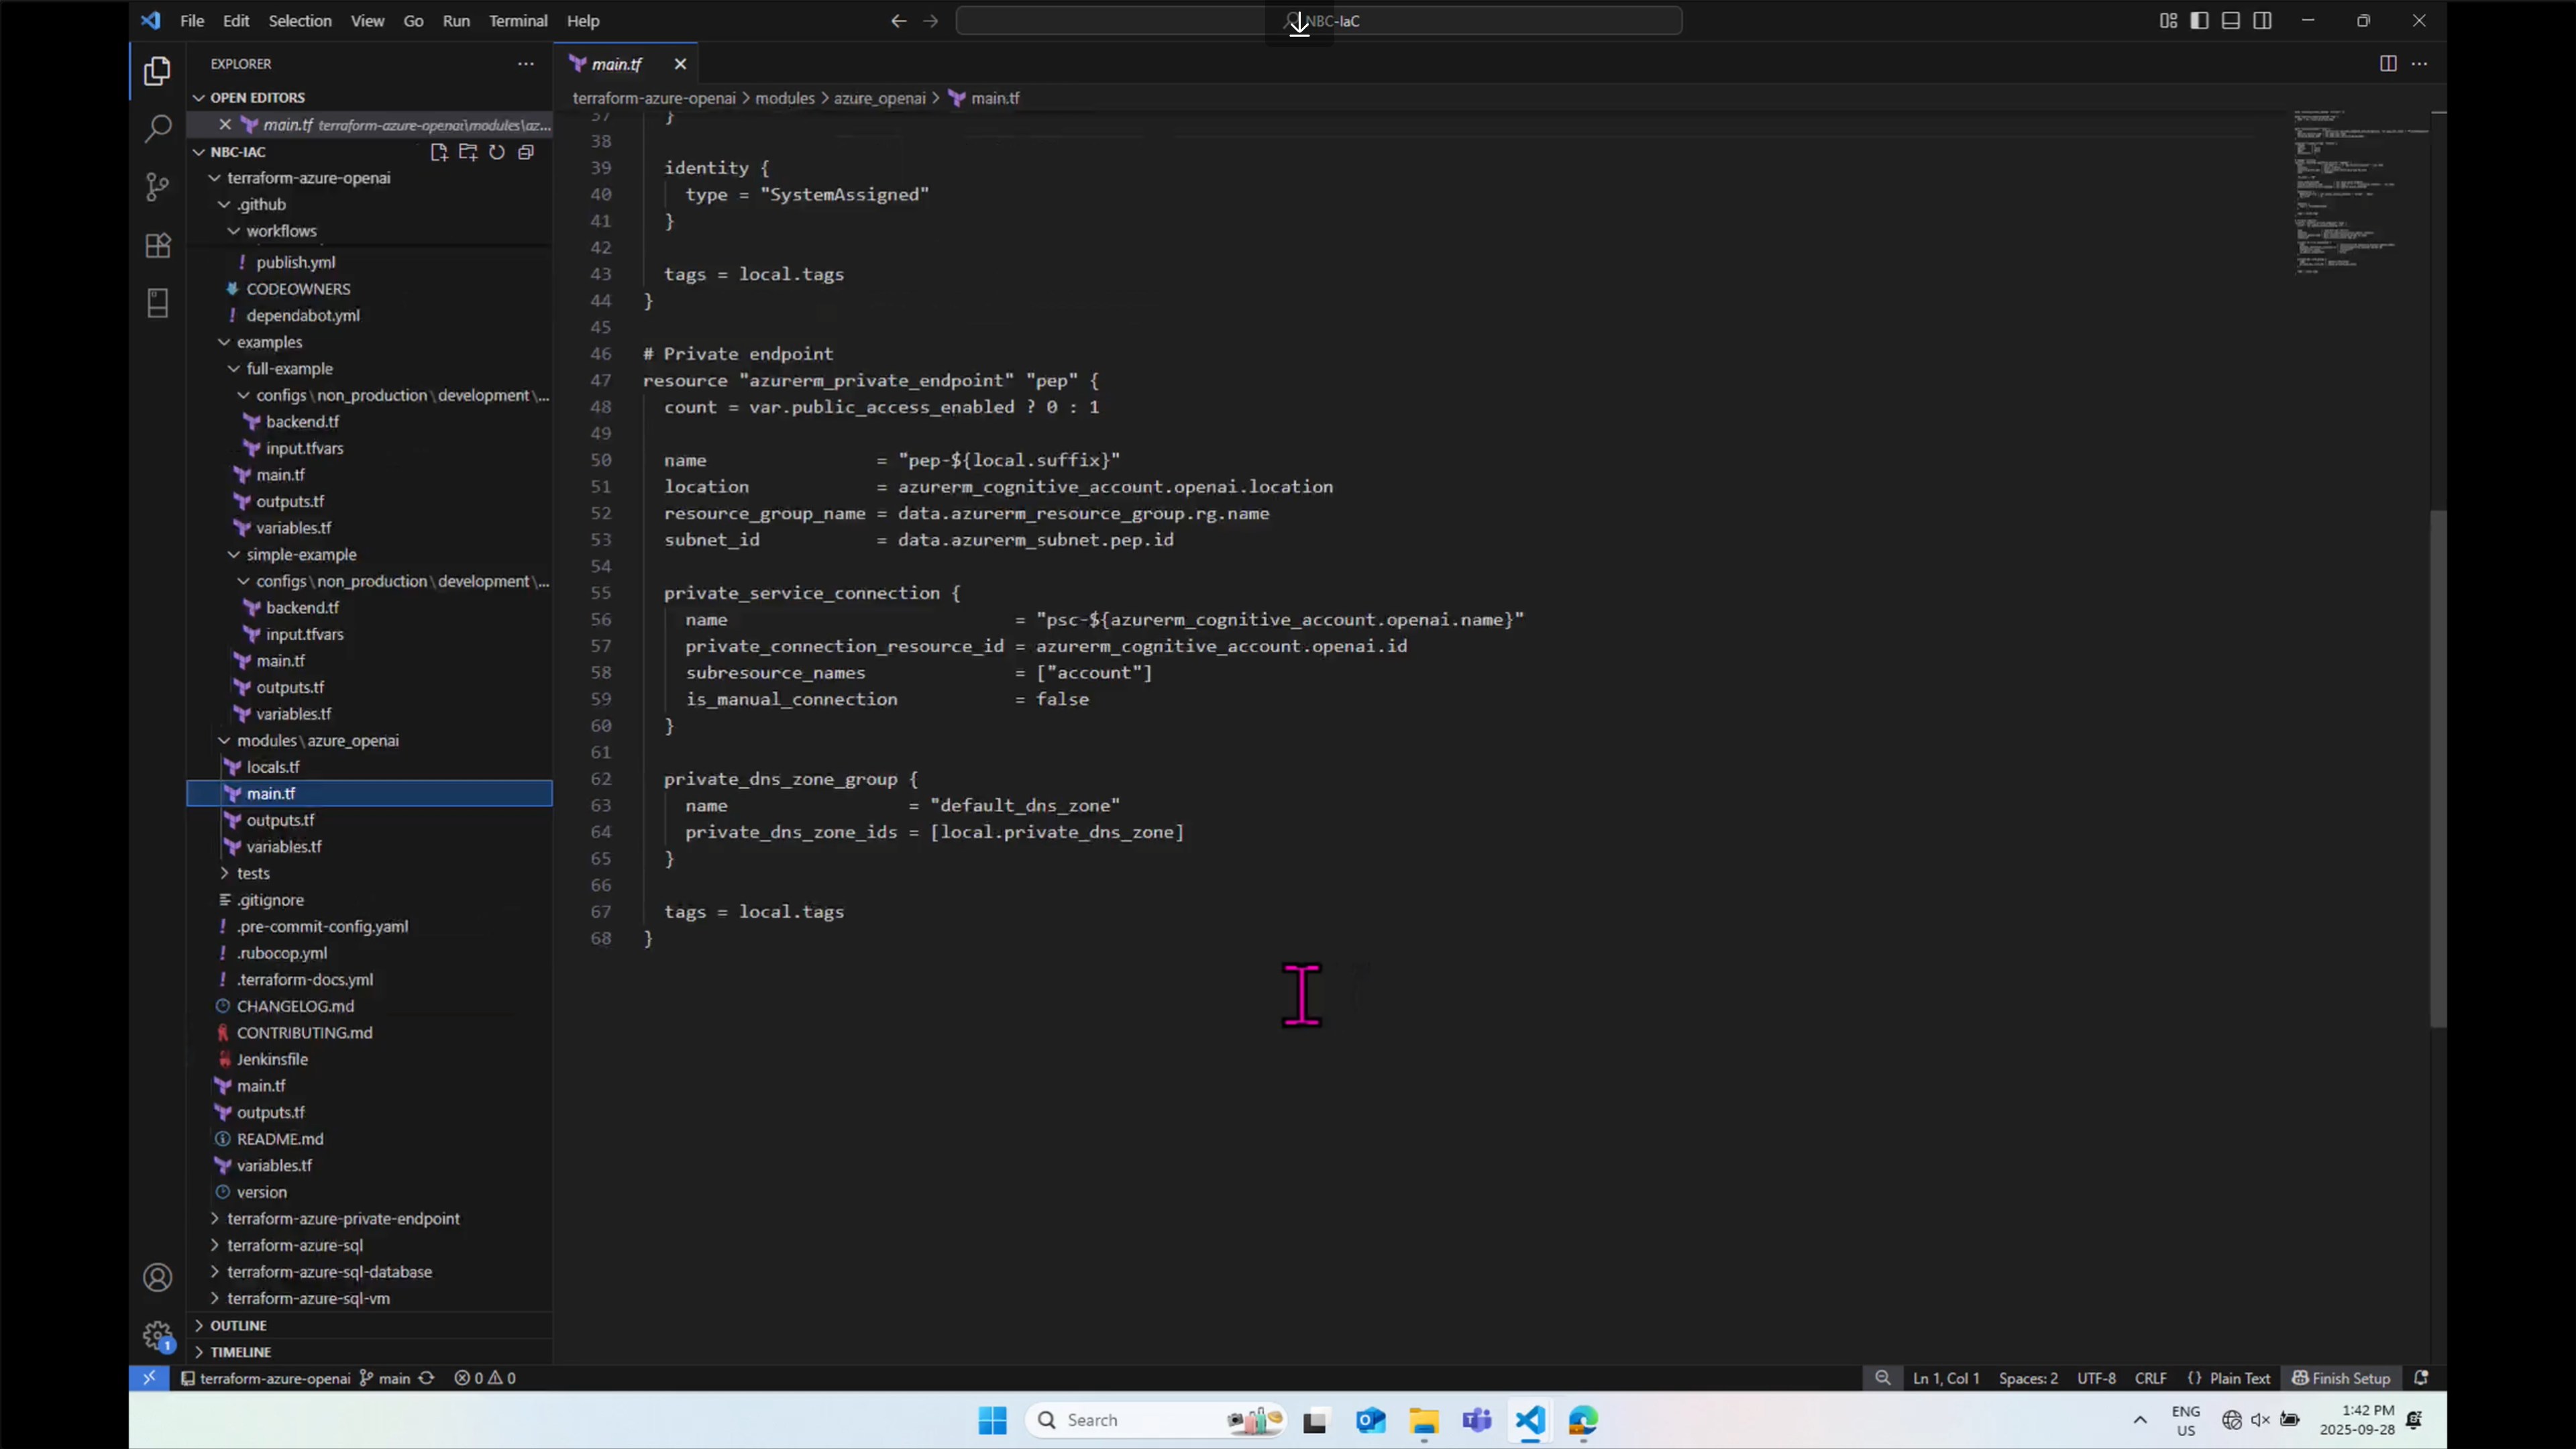 File Edit Selection View Go Run Terminal Help
NBC-IaC
EXPLORER
OPEN EDITORS
main.tf terraform-azure-openai\modules\az...
NBC-IAC
terraform-azure-openai
.github
workflows
publish.yml
CODEOWNERS
dependabot.yml
examples
full-example
configs\non_production\development\...
backend.tf
input.tfvars
main.tf
outputs.tf
variables.tf
simple-example
configs\non_production\development\...
backend.tf
input.tfvars
main.tf
outputs.tf
variables.tf
modules\azure_openai
locals.tf
main.tf
outputs.tf
variables.tf
tests
.gitignore
.pre-commit-config.yaml
.rubocop.yml
.terraform-docs.yml
CHANGELOG.md
CONTRIBUTING.md
Jenkinsfile
main.tf
outputs.tf
README.md
variables.tf
version
terraform-azure-private-endpoint
terraform-azure-sql
terraform-azure-sql-database
terraform-azure-sql-vm
OUTLINE
TIMELINE
main.tf
terraform-azure-openai > modules > azure_openai > main.tf
37 }
38
39 identity {
40 type = "SystemAssigned"
41 }
42
43 tags = local.tags
44 }
45
46 # Private endpoint
47 resource "azurerm_private_endpoint" "pep" {
48 count = var.public_access_enabled ? 0 : 1
49
50 name = "pep-${local.suffix}"
51 location = azurerm_cognitive_account.openai.location
52 resource_group_name = data.azurerm_resource_group.rg.name
53 subnet_id = data.azurerm_subnet.pep.id
54
55 private_service_connection {
56 name = "psc-${azurerm_cognitive_account.openai.name}"
57 private_connection_resource_id = azurerm_cognitive_account.openai.id
58 subresource_names = ["account"]
59 is_manual_connection = false
60 }
61
62 private_dns_zone_group {
63 name = "default_dns_zone"
64 private_dns_zone_ids = [local.private_dns_zone]
65 }
66
67 tags = local.tags
68 }
1
terraform-azure-openai main 0 0
Ln 1, Col 1 Spaces: 2 UTF-8 CRLF {} Plain Text Finish Setup
Search
ENG
US
1:42 PM
2025-09-28